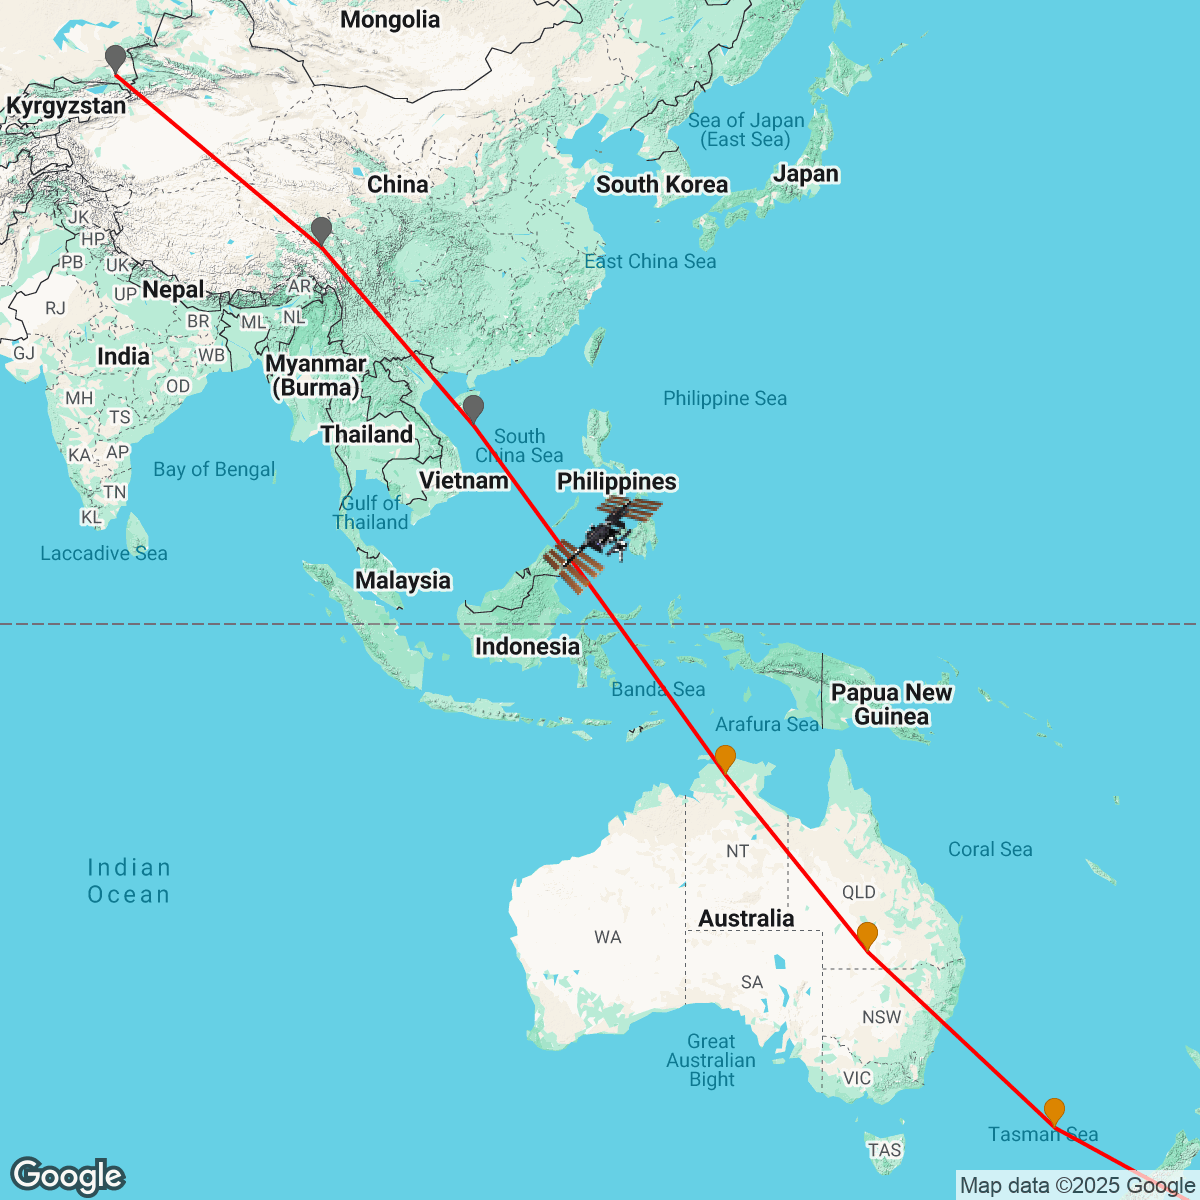 Mongolia
Kyrgyzstan
Sea of Japan
(East Sea)
Japan
China
South Korea
JK
HP
PB
UK
East China Sea
Nepal
UP
AR
RJ
BR
ML
NL
GJ
India
WB
Myanmar
(Burma)
OD
MH
TS
Philippine Sea
Thailand
South
China Sea
KA
AP
Bay of Bengal
Vietnam
Philippines
TN
KL
Gulf of
Thailand
Laccadive Sea
Malaysia
Indonesia
Banda Sea
Papua New
Guinea
Arafura Sea
NT
Coral Sea
Indian
Ocean
QLD
Australia
WA
SA
NSW
Great
Australian
Bight
VIC
Tasman Sea
TAS
Google
Map data ©2025 Google